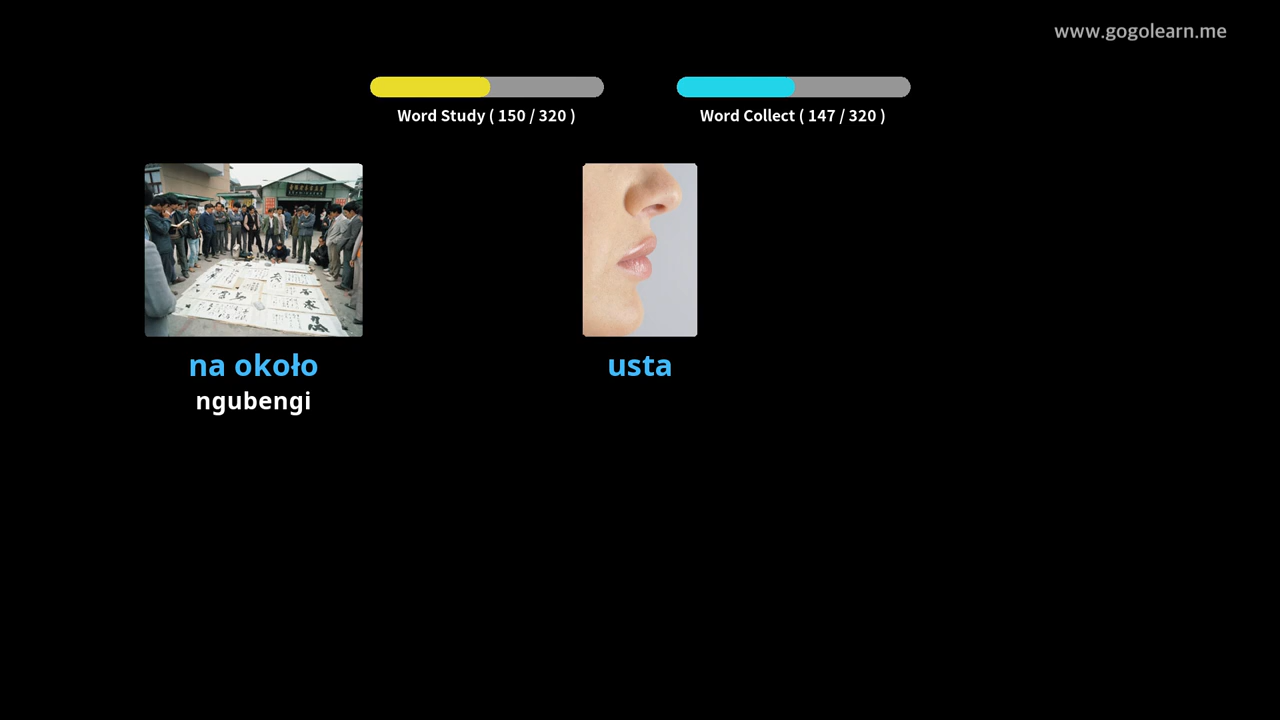 www.gogolearn.me
Word Study ( 150 / 320 )
Word Collect ( 147 / 320 )
na około
ngubengi
usta